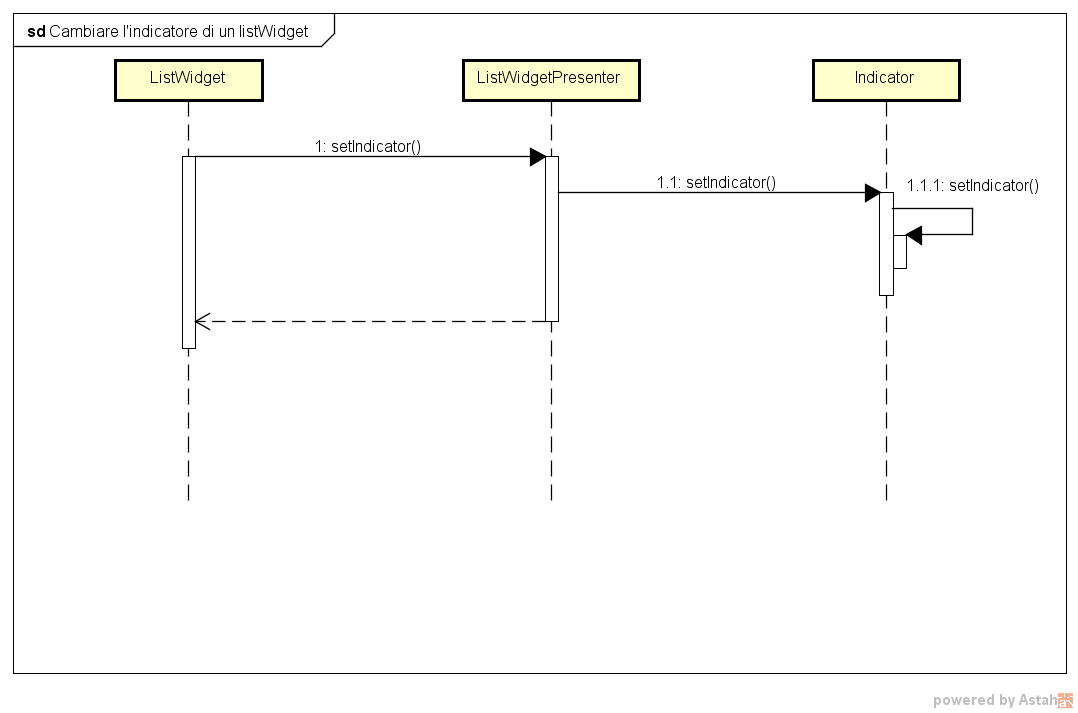 sd Cambiare l'indicatore di un listWidget
ListWidget
ListWidgetPresenter
Indicator
1: setIndicator()
1.1: setIndicator()
1.1.1: setIndicator()
powered by Astah